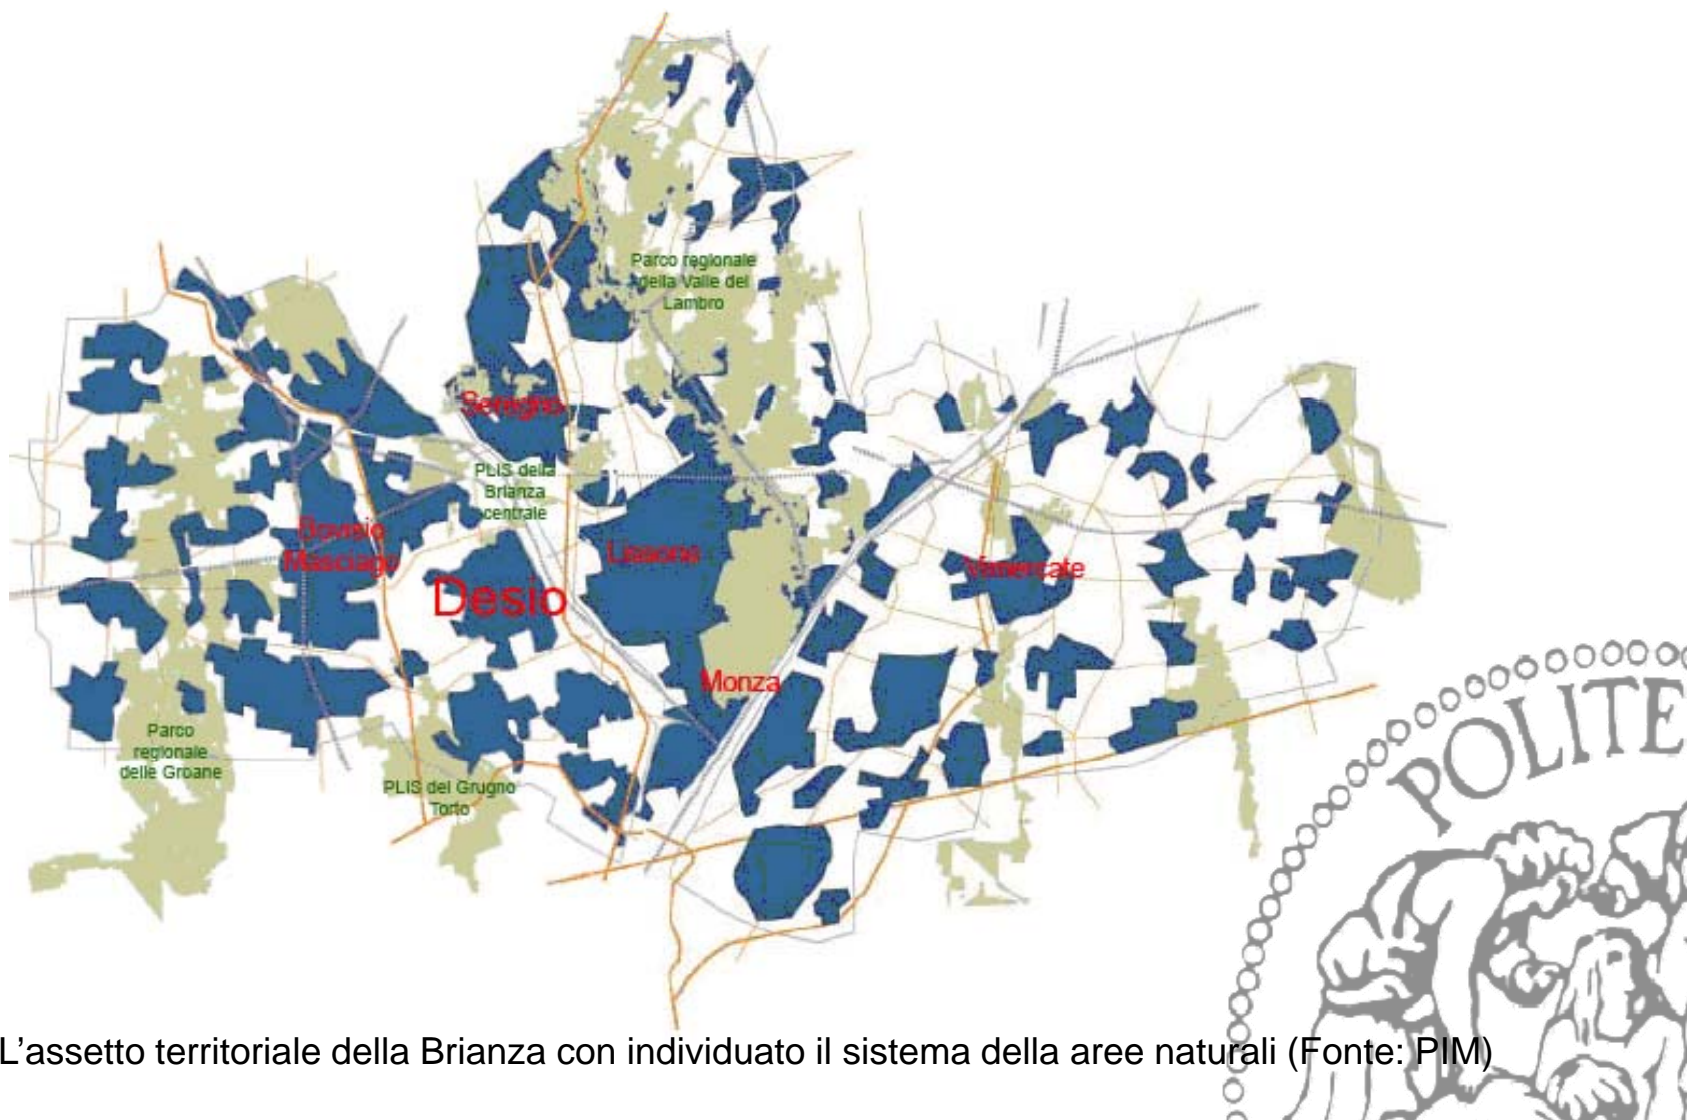 Parco regionale
della Valle del
Lambro
Seregno
PLIS della
Brianza
centrale
Bovisio
Masciago
Lissone
Vimercate
Desio
Monza
Parco
regionale
delle Groane
PLIS del Grugno
Torto
POLITE
L'assetto territoriale della Brianza con individuato il sistema della aree naturali (Fonte: PIM)